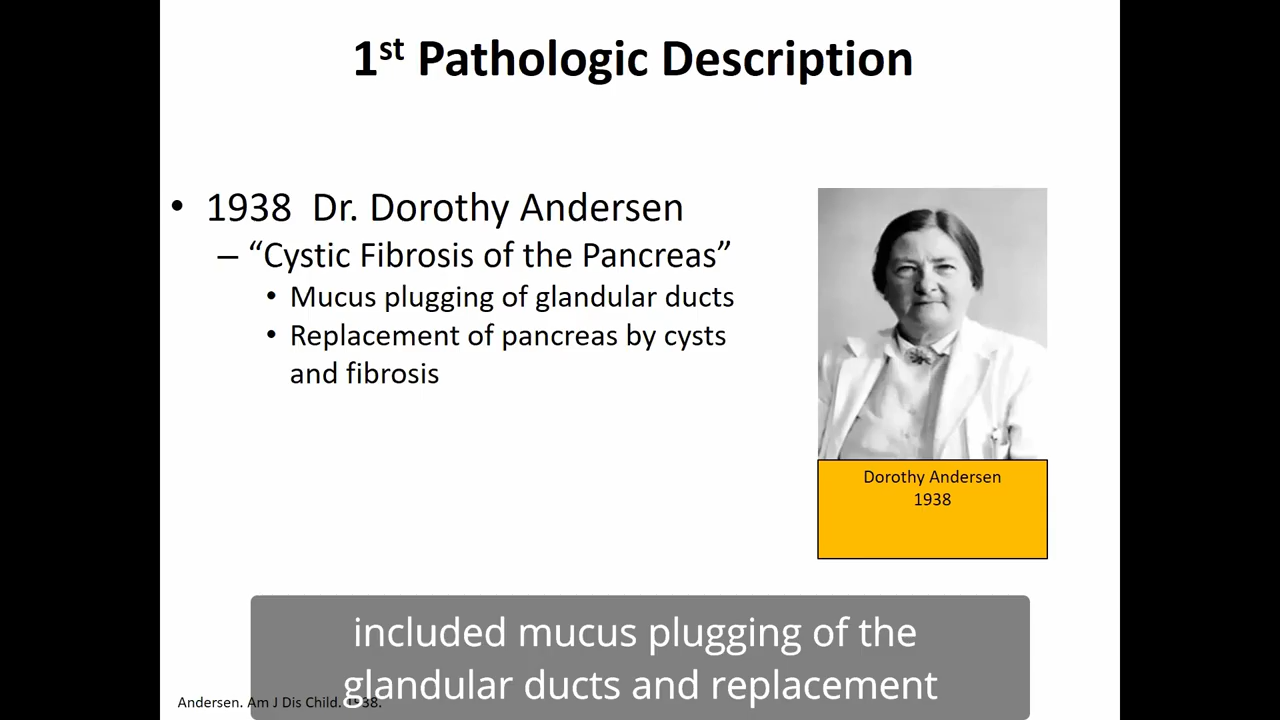 1st Pathologic Description
• 1938 Dr. Dorothy Andersen
– “Cystic Fibrosis of the Pancreas”
• Mucus plugging of glandular ducts
• Replacement of pancreas by cysts
and fibrosis
Dorothy Andersen
1938
included mucus plugging of the
glandular ducts and replacement
Andersen. Am J Dis Child. 1938.